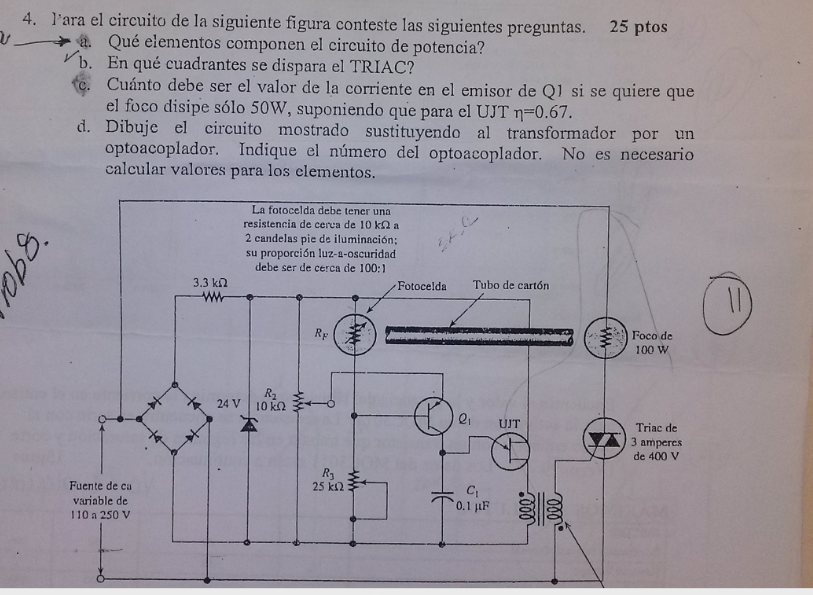 4. Para el circuito de la siguiente figura conteste las siguientes preguntas. 25 ptos
a. Qué elementos componen el circuito de potencia?
b. En qué cuadrantes se dispara el TRIAC?
c. Cuánto debe ser el valor de la corriente en el emisor de Q1 si se quiere que
el foco disipe sólo 50W, suponiendo que para el UJT η=0.67.
d. Dibuje el circuito mostrado sustituyendo al transformador por un
optoacoplador. Indique el número del optoacoplador. No es necesario
calcular valores para los elementos.
La fotocelda debe tener una
resistencia de cerca de 10 kΩ a
2 candelas pie de iluminación;
su proporción luz-a-oscuridad
debe ser de cerca de 100:1
3.3 kΩ
Fotocelda
Tubo de cartón
11
R_F
Foco de
100 W
24 V
R₂
10 kΩ
Q₁
UJT
Triac de
3 amperes
de 400 V
R₃
25 kΩ
C₁
0.1 µF
Fuente de ca
variable de
110 a 250 V